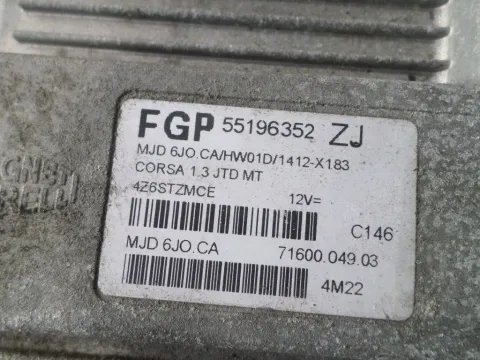 FGP 55196352 ZJ
MJD 6JO.CA/HW01D/1412-X183
CORSA 1.3 JTD MT
4Z6STZMCE 12V=
C146
MJD 6JO.CA 71600.049.03
4M22